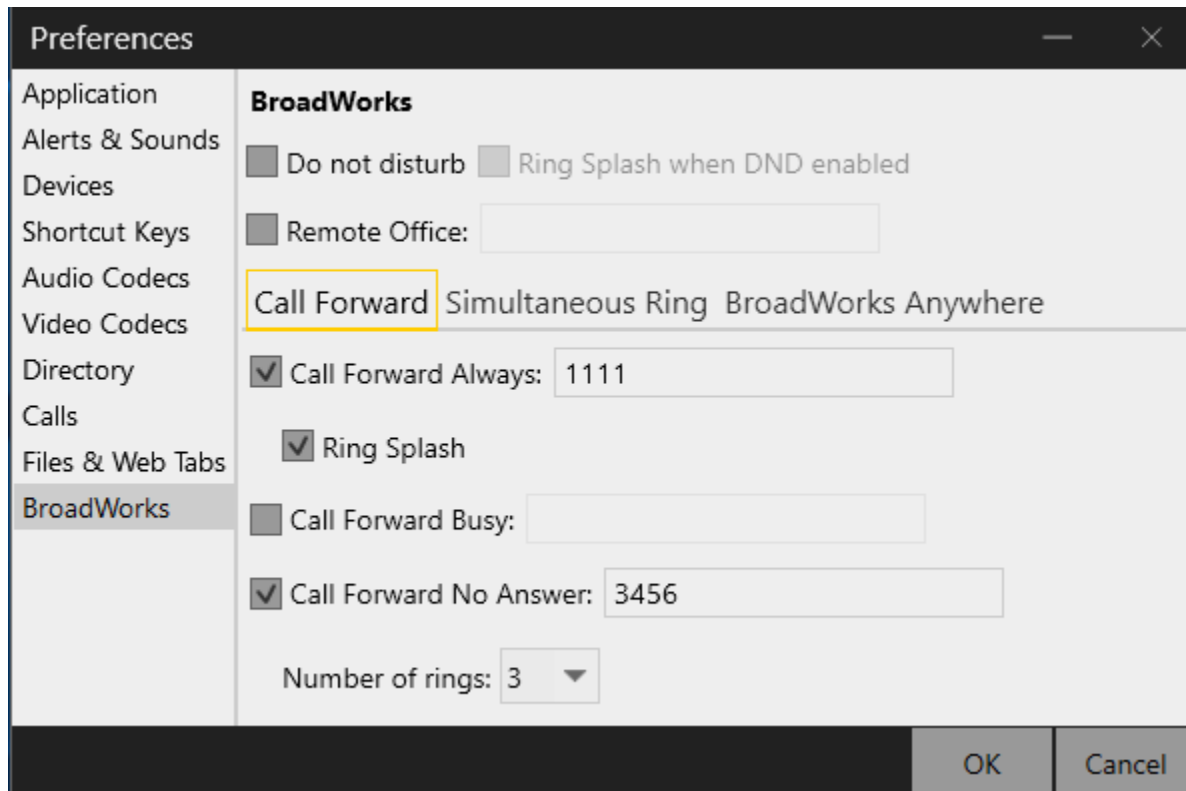 Preferences
Application
Alerts & Sounds
Devices
Shortcut Keys
Audio Codecs
Video Codecs
Directory
Calls
Files & Web Tabs
BroadWorks
BroadWorks
Do not disturb Ring Splash when DND enabled
Remote Office:
Call Forward Simultaneous Ring BroadWorks Anywhere
Call Forward Always: 1111
Ring Splash
Call Forward Busy:
Call Forward No Answer: 3456
Number of rings: 3
OK Cancel